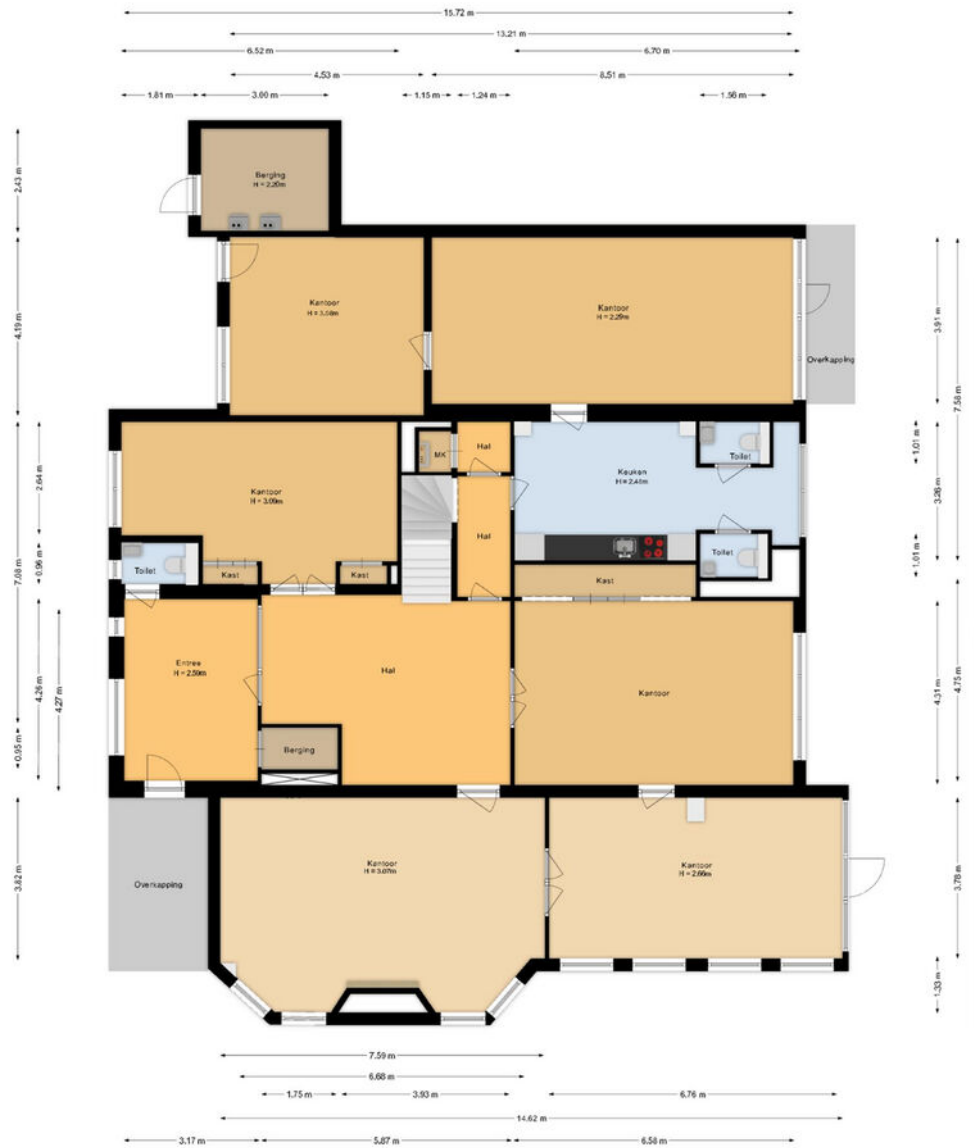 15.72 m
13.21 m
6.52 m
6.70 m
4.53 m
8.51 m
1.81 m
3.00 m
1.15 m
1.24 m
1.56 m
2.43 m
4.19 m
7.08 m
2.64 m
0.96 m
4.26 m
4.27 m
0.95 m
3.82 m
Berging
H = 2.20m
Kantoor
Kantoor
H = 2.29m
Overkapping
Kantoor
H = 3.09m
MK
Hal
Keuken
Toilet
Hal
Toilet
Toilet
Kast
Kast
Kast
Entree
H = 2.59m
Hal
Kantoor
Berging
Overkapping
Kantoor
H = 3.07m
Kantoor
H = 2.66m
3.91 m
7.58 m
1.01 m
3.26 m
1.01 m
4.31 m
4.75 m
3.78 m
1.33 m
7.59 m
6.68 m
1.75 m
3.93 m
6.76 m
14.62 m
3.17 m
5.87 m
6.58 m